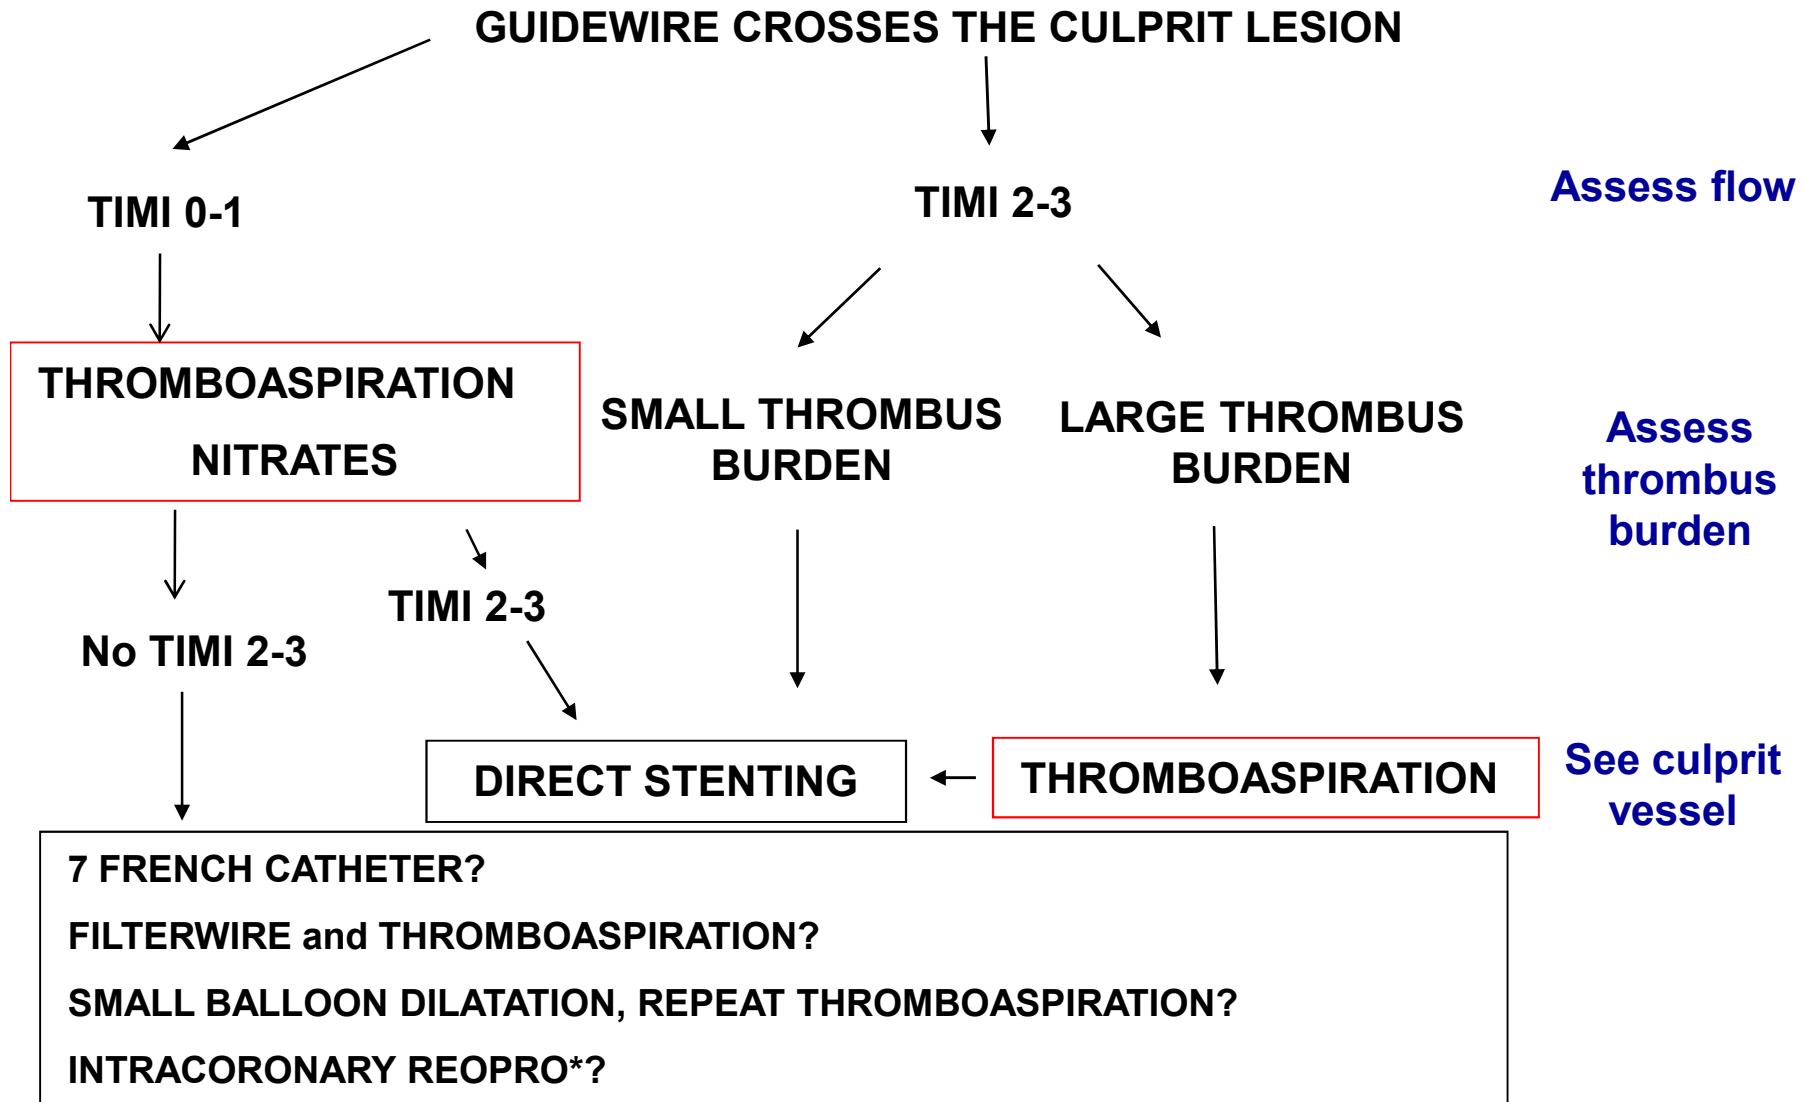 GUIDEWIRE CROSSES THE CULPRIT LESION
TIMI 0-1
TIMI 2-3
Assess flow
THROMBOASPIRATION
NITRATES
SMALL THROMBUS
BURDEN
LARGE THROMBUS
BURDEN
Assess
thrombus
burden
No TIMI 2-3
TIMI 2-3
DIRECT STENTING
THROMBOASPIRATION
See culprit
vessel
7 FRENCH CATHETER?
FILTERWIRE and THROMBOASPIRATION?
SMALL BALLOON DILATATION, REPEAT THROMBOASPIRATION?
INTRACORONARY REOPRO*?